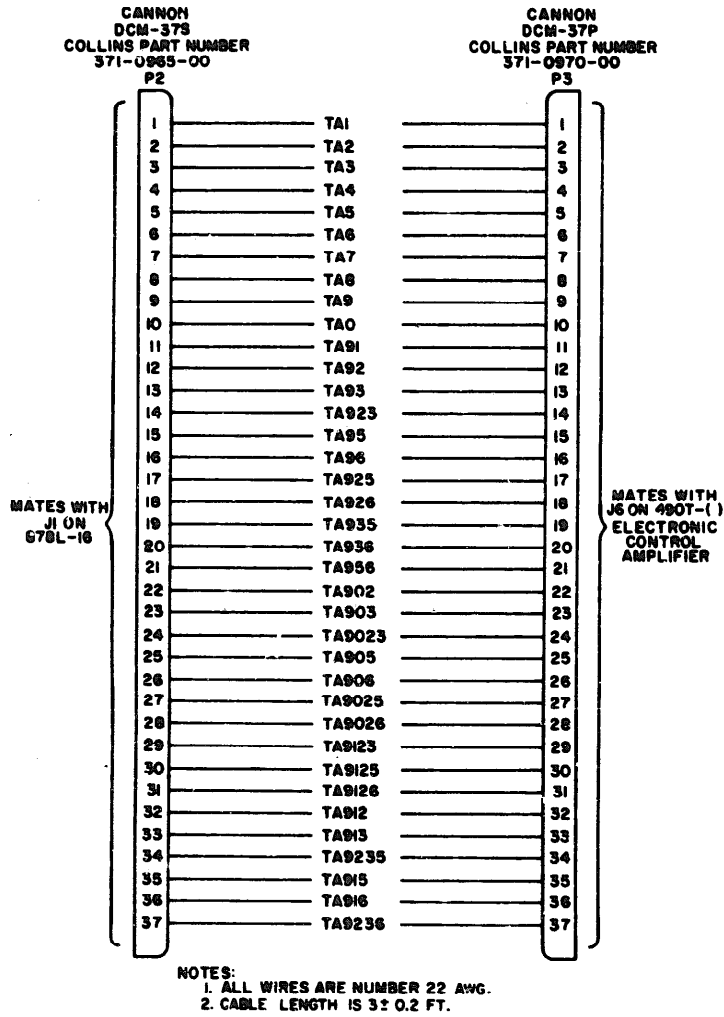 CANNON
DCM-37S
COLLINS PART NUMBER
371-0965-00
P2
CANNON
DCM-37P
COLLINS PART NUMBER
371-0970-00
P3
1 TA1 1
2 TA2 2
3 TA3 3
4 TA4 4
5 TA5 5
6 TA6 6
7 TA7 7
8 TA8 8
9 TA9 9
10 TA0 10
11 TA91 11
12 TA92 12
13 TA93 13
14 TA923 14
15 TA95 15
16 TA96 16
17 TA925 17
18 TA926 18
19 TA935 19
20 TA936 20
21 TA956 21
22 TA902 22
23 TA903 23
24 TA9023 24
25 TA905 25
26 TA906 26
27 TA9025 27
28 TA9026 28
29 TA9123 29
30 TA9125 30
31 TA9126 31
32 TA912 32
33 TA913 33
34 TA9235 34
35 TA915 35
36 TA916 36
37 TA9236 37
MATES WITH
J1 ON
678L-16
MATES WITH
J6 ON 490T-( )
ELECTRONIC
CONTROL
AMPLIFIER
NOTES:
1. ALL WIRES ARE NUMBER 22 AWG.
2. CABLE LENGTH IS 3± 0.2 FT.